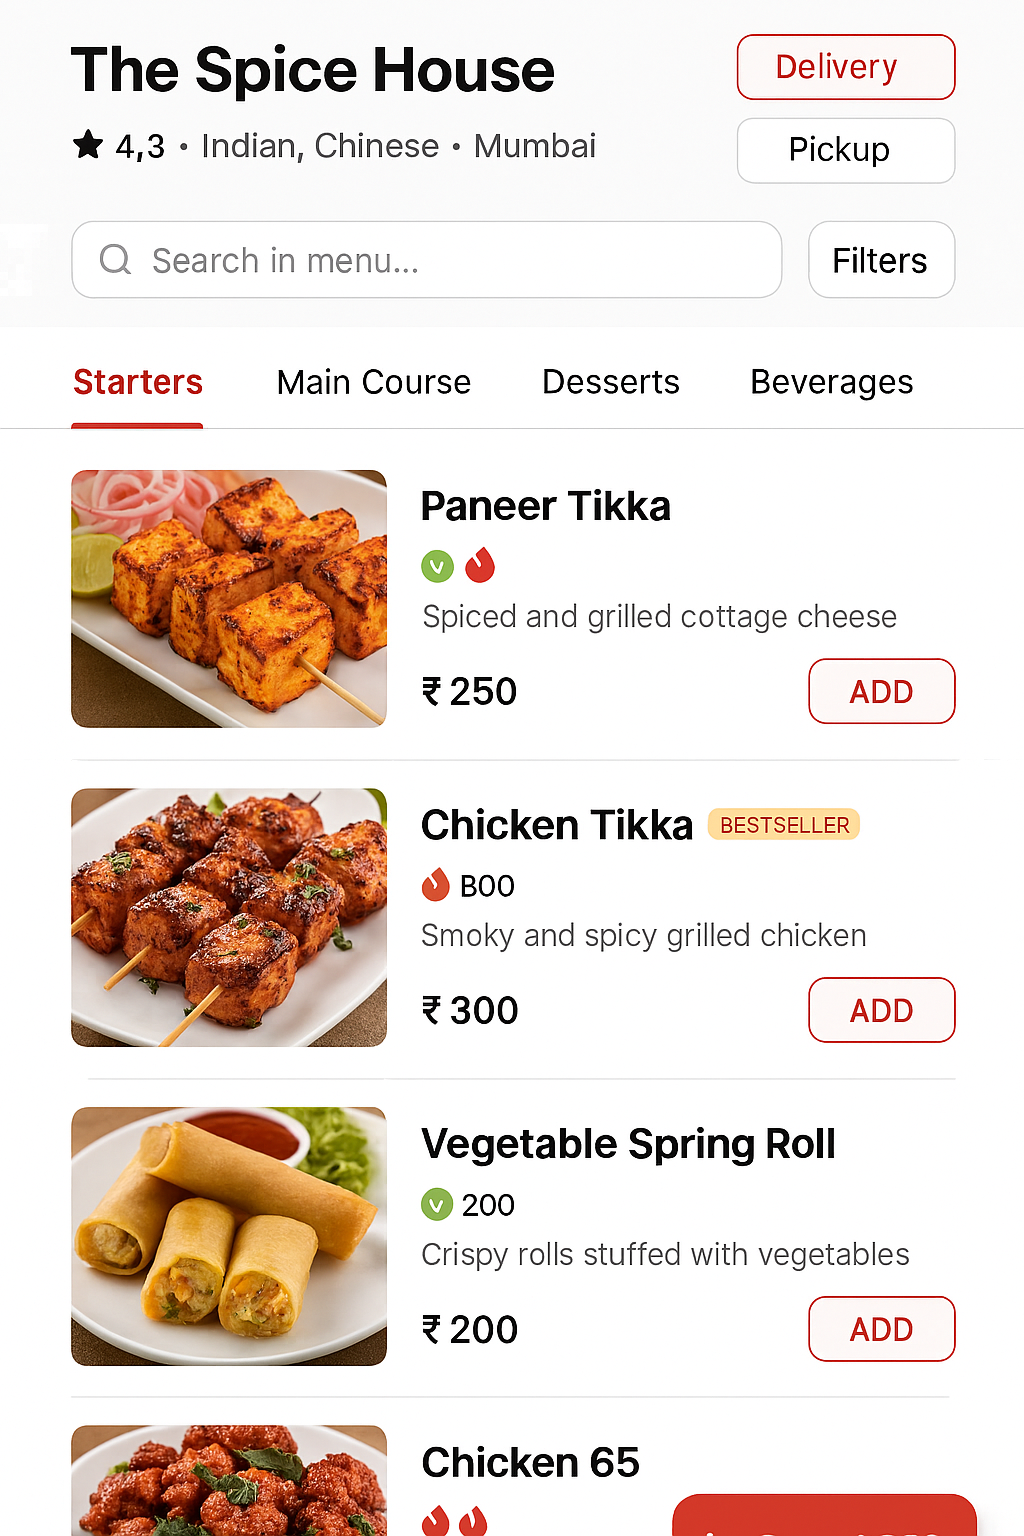 The Spice House
Delivery
4,3 • Indian, Chinese • Mumbai
Pickup
Search in menu...
Filters
Starters Main Course Desserts Beverages
Paneer Tikka
Spiced and grilled cottage cheese
₹ 250
ADD
Chicken Tikka BESTSELLER
B00
Smoky and spicy grilled chicken
₹ 300
ADD
Vegetable Spring Roll
200
Crispy rolls stuffed with vegetables
₹ 200
ADD
Chicken 65